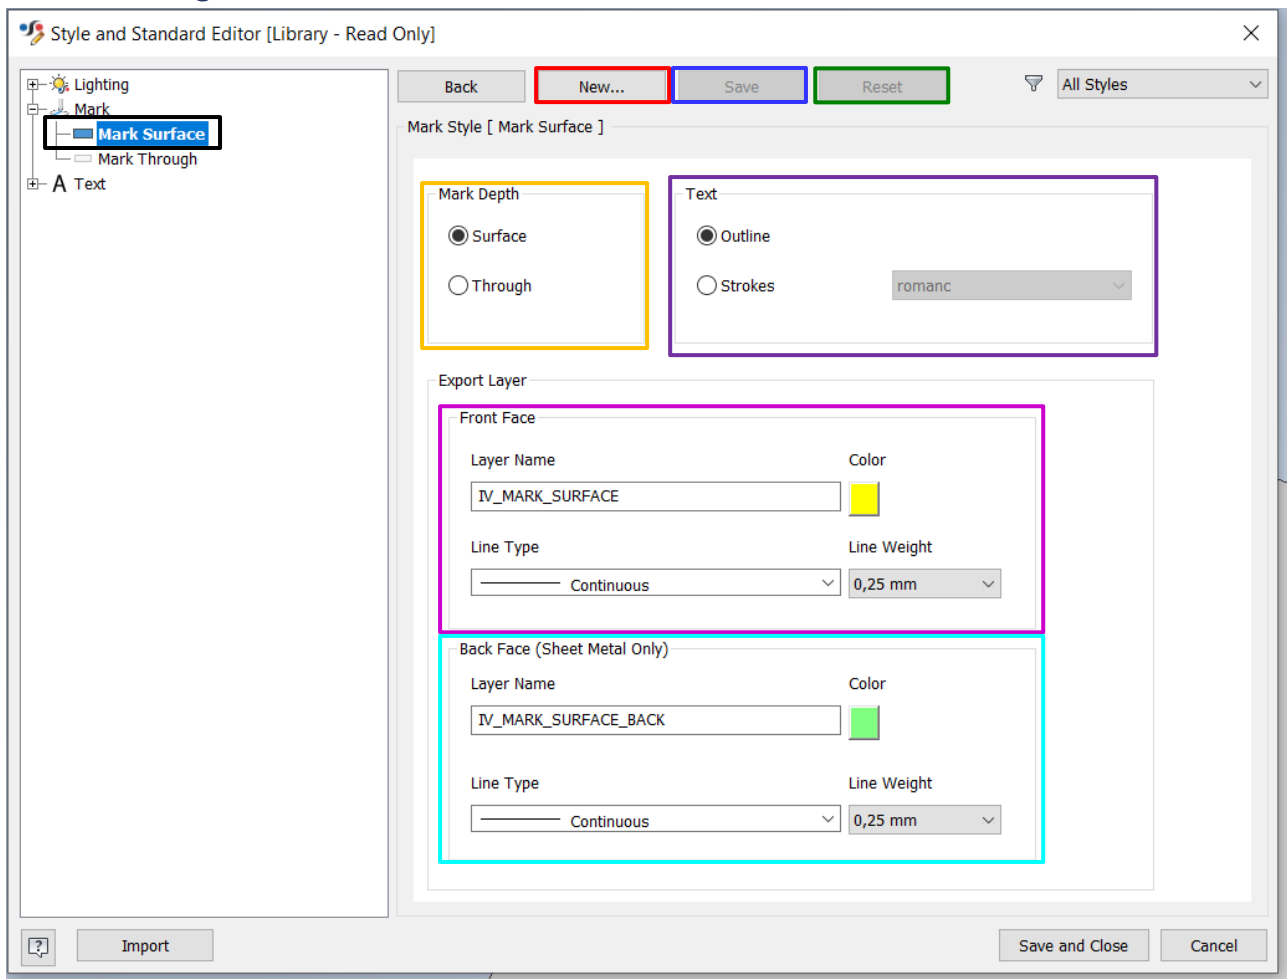 Style and Standard Editor [Library - Read Only]
Lighting
Mark
Mark Surface
Mark Through
A Text
Back New... Save Reset All Styles
Mark Style [ Mark Surface ]
Mark Depth
Surface
Through
Text
Outline
Strokes romanc
Export Layer
Front Face
Layer Name Color
IV_MARK_SURFACE
Line Type Line Weight
Continuous 0,25 mm
Back Face (Sheet Metal Only)
Layer Name Color
IV_MARK_SURFACE_BACK
Line Type Line Weight
Continuous 0,25 mm
? Import Save and Close Cancel